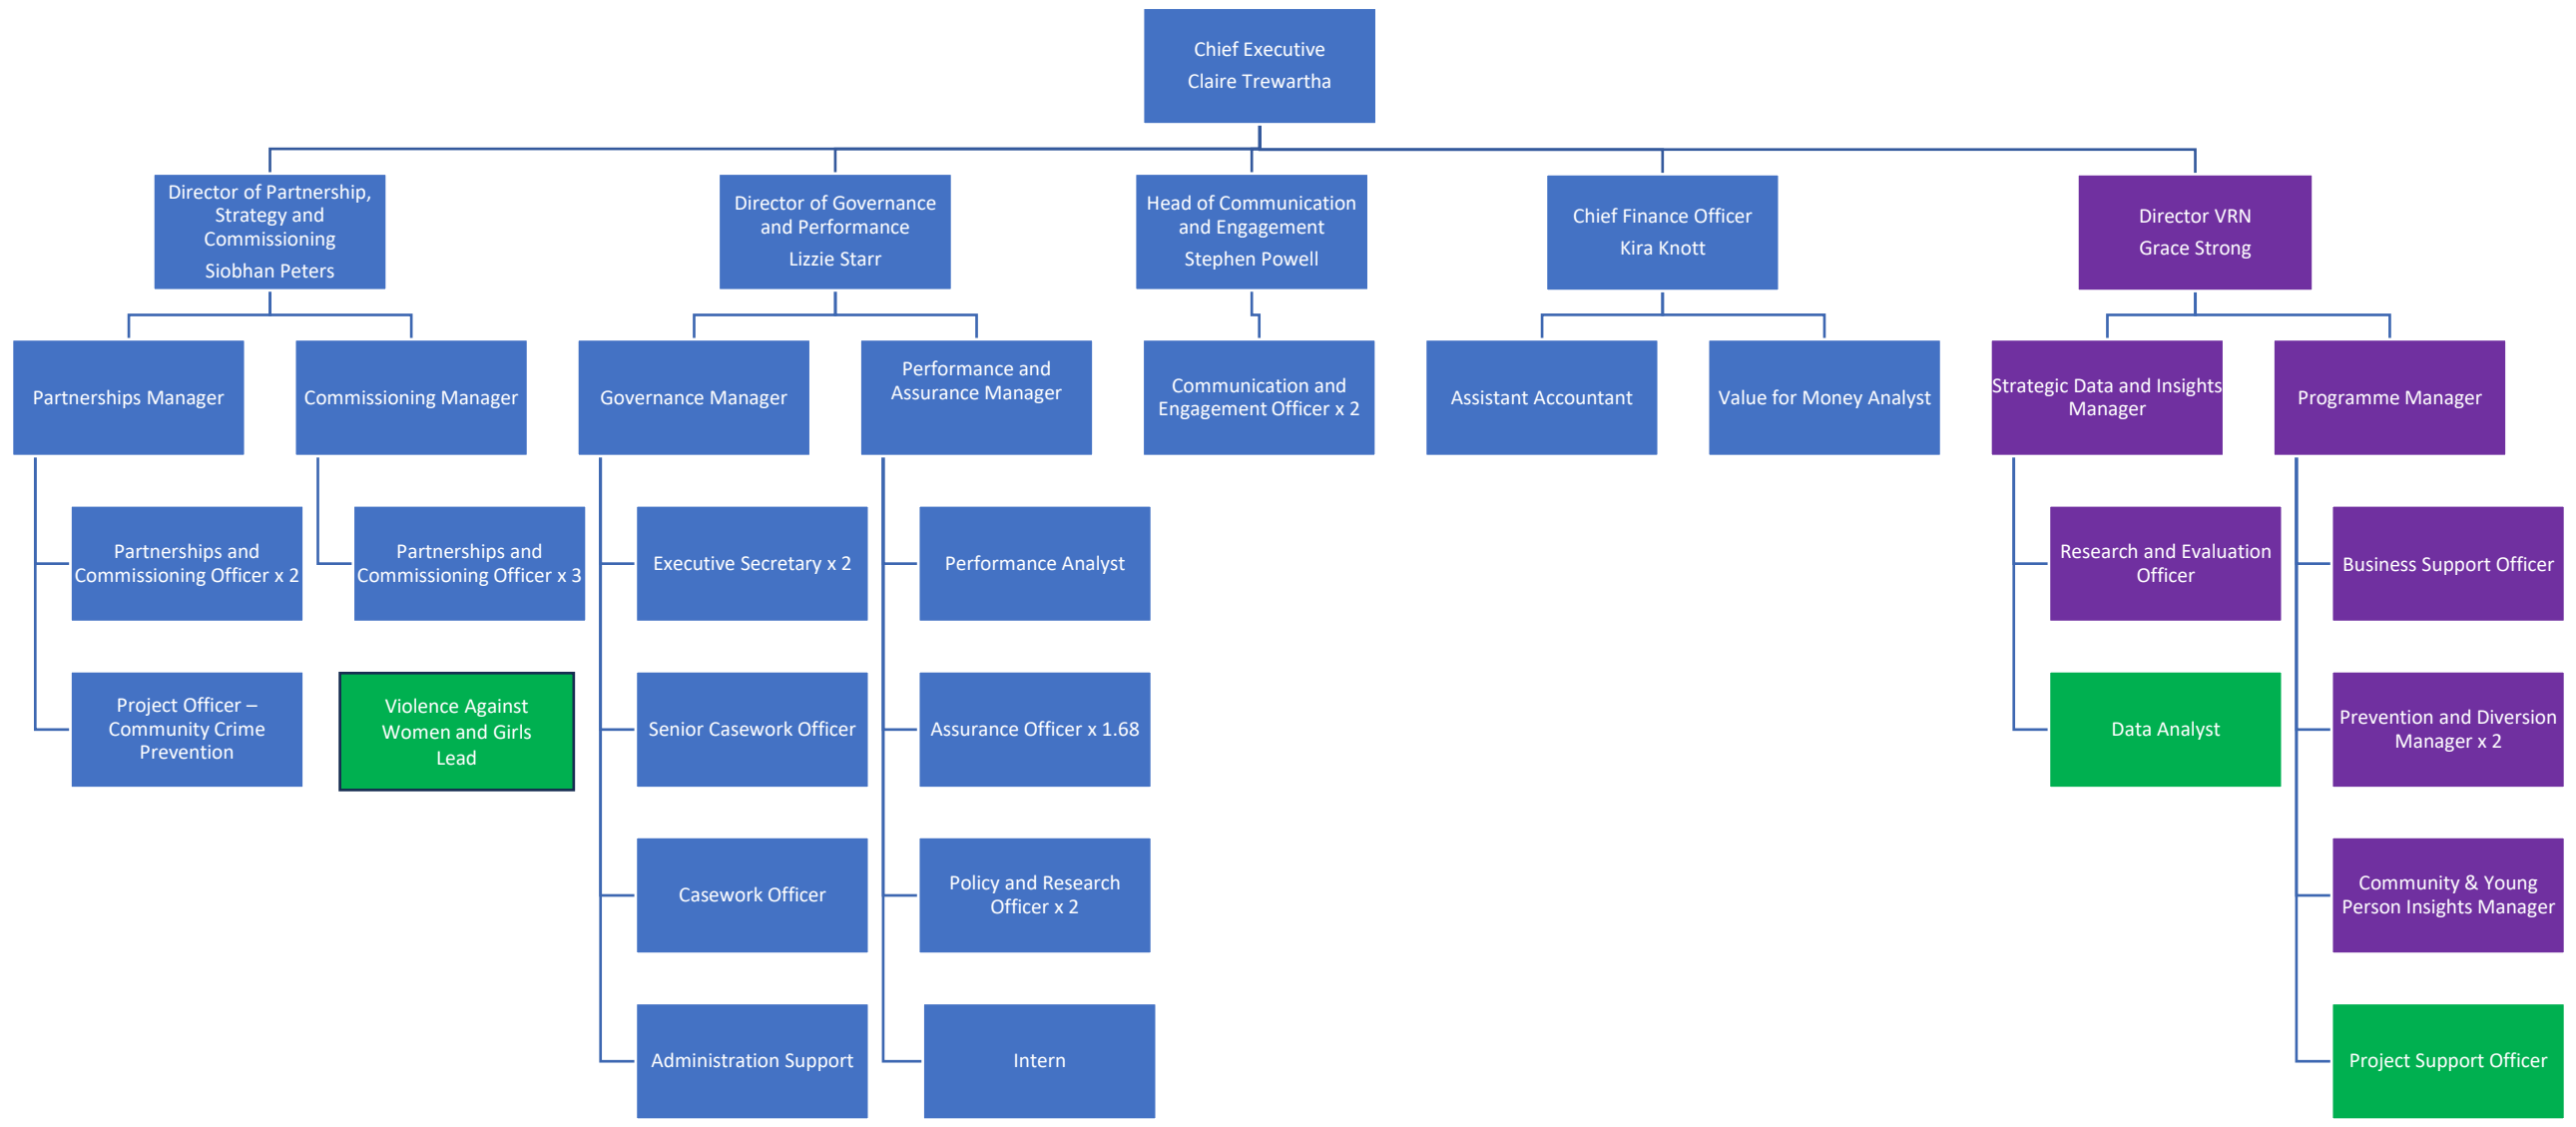 Chief Executive
Claire Trewartha
Director of Partnership,
Strategy and
Commissioning
Siobhan Peters
Director of Governance
and Performance
Lizzie Starr
Head of Communication
and Engagement
Stephen Powell
Chief Finance Officer
Kira Knott
Director VRN
Grace Strong
Partnerships Manager
Commissioning Manager
Governance Manager
Performance and
Assurance Manager
Communication and
Engagement Officer x 2
Assistant Accountant
Value for Money Analyst
Strategic Data and Insights
Manager
Programme Manager
Partnerships and
Commissioning Officer x 2
Partnerships and
Commissioning Officer x 3
Executive Secretary x 2
Performance Analyst
Research and Evaluation
Officer
Business Support Officer
Project Officer –
Community Crime
Prevention
Violence Against
Women and Girls
Lead
Senior Casework Officer
Assurance Officer x 1.68
Data Analyst
Prevention and Diversion
Manager x 2
Casework Officer
Policy and Research
Officer x 2
Community & Young
Person Insights Manager
Administration Support
Intern
Project Support Officer